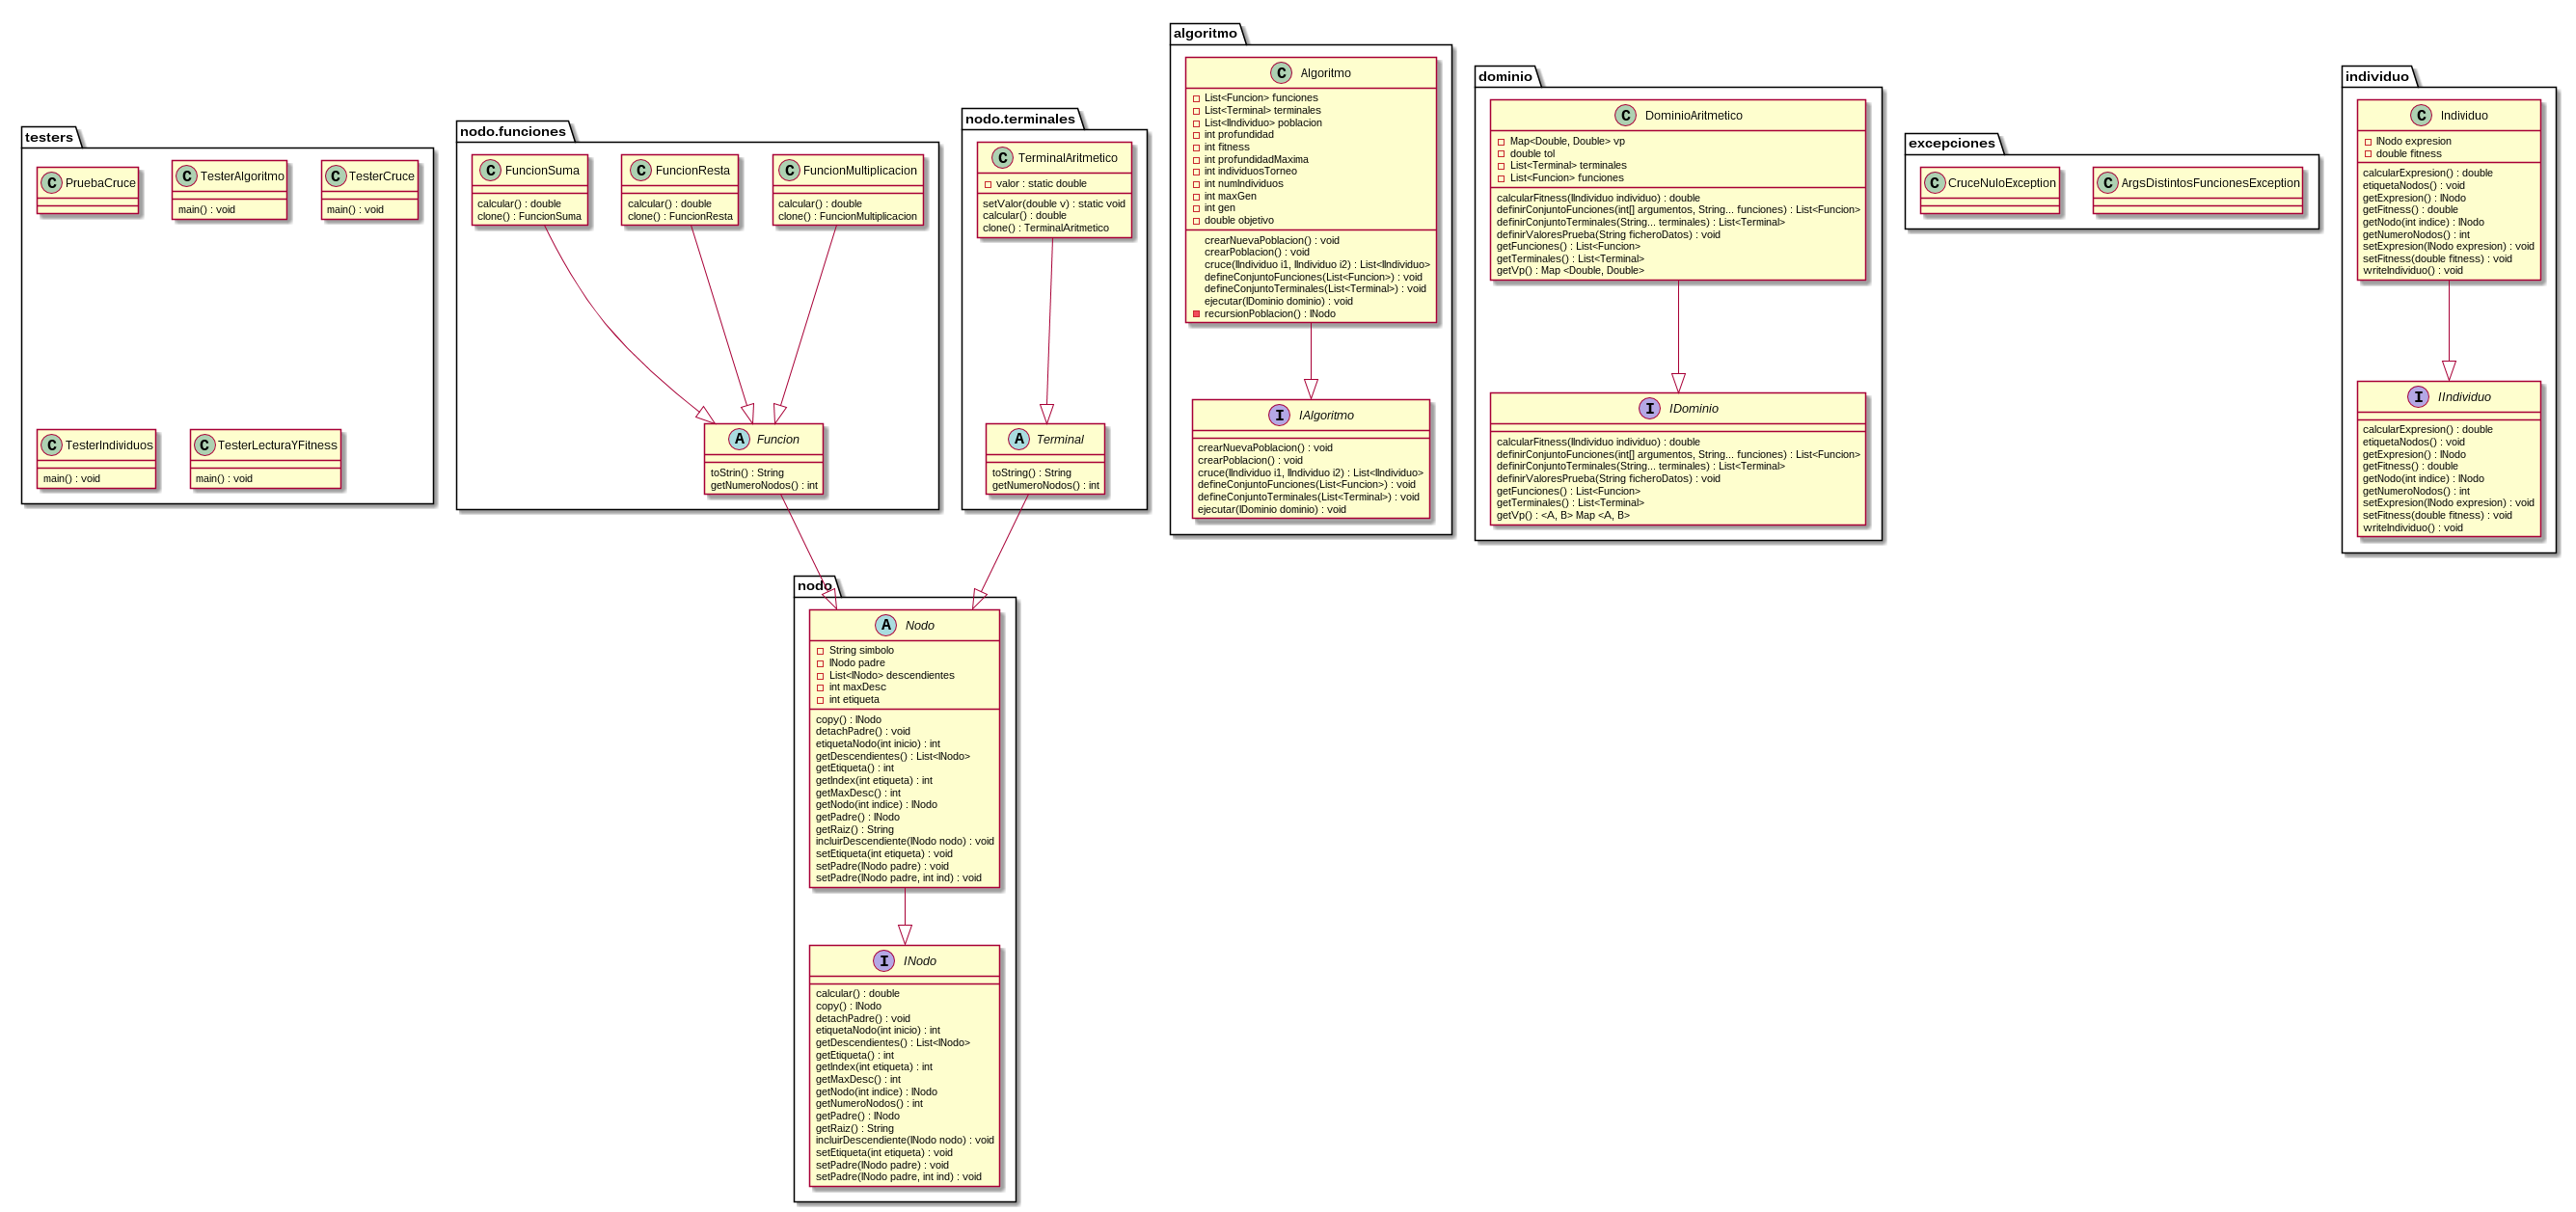 testers
C PruebaCruce
C TesterAlgoritmo
main() : void
C TesterCruce
main() : void
C TesterIndividuos
main() : void
C TesterLecturaYFitness
main() : void
nodo.funciones
C FuncionSuma
calcular() : double
clone() : FuncionSuma
C FuncionResta
calcular() : double
clone() : FuncionResta
C FuncionMultiplicacion
calcular() : double
clone() : FuncionMultiplicacion
A Funcion
toStrin() : String
getNumeroNodos() : int
nodo.terminales
C TerminalAritmetico
valor : static double
setValor(double v) : static void
calcular() : double
clone() : TerminalAritmetico
A Terminal
toString() : String
getNumeroNodos() : int
nodo
A Nodo
String simbolo
INodo padre
List<INodo> descendientes
int maxDesc
int etiqueta
copy() : INodo
detachPadre() : void
etiquetaNodo(int inicio) : int
getDescendientes() : List<INodo>
getEtiqueta() : int
getIndex(int etiqueta) : int
getMaxDesc() : int
getNodo(int indice) : INodo
getPadre() : INodo
getRaiz() : String
incluirDescendiente(INodo nodo) : void
setEtiqueta(int etiqueta) : void
setPadre(INodo padre) : void
setPadre(INodo padre, int ind) : void
I INodo
calcular() : double
copy() : INodo
detachPadre() : void
etiquetaNodo(int inicio) : int
getDescendientes() : List<INodo>
getEtiqueta() : int
getIndex(int etiqueta) : int
getMaxDesc() : int
getNodo(int indice) : INodo
getNumeroNodos() : int
getPadre() : INodo
getRaiz() : String
incluirDescendiente(INodo nodo) : void
setEtiqueta(int etiqueta) : void
setPadre(INodo padre) : void
setPadre(INodo padre, int ind) : void
algoritmo
C Algoritmo
List<Funcion> funciones
List<Terminal> terminales
List<IIndividuo> poblacion
int profundidad
int fitness
int profundidadMaxima
int individuosTorneo
int numIndividuos
int maxGen
int gen
double objetivo
crearNuevaPoblacion() : void
crearPoblacion() : void
cruce(IIndividuo i1, IIndividuo i2) : List<IIndividuo>
defineConjuntoFunciones(List<Funcion>) : void
defineConjuntoTerminales(List<Terminal>) : void
ejecutar(IDominio dominio) : void
recursionPoblacion() : INodo
I IAlgoritmo
crearNuevaPoblacion() : void
crearPoblacion() : void
cruce(IIndividuo i1, IIndividuo i2) : List<IIndividuo>
defineConjuntoFunciones(List<Funcion>) : void
defineConjuntoTerminales(List<Terminal>) : void
ejecutar(IDominio dominio) : void
dominio
C DominioAritmetico
Map<Double, Double> vp
double tol
List<Terminal> terminales
List<Funcion> funciones
calcularFitness(IIndividuo individuo) : double
definirConjuntoFunciones(int[] argumentos, String... funciones) : List<Funcion>
definirConjuntoTerminales(String... terminales) : List<Terminal>
definirValoresPrueba(String ficheroDatos) : void
getFunciones() : List<Funcion>
getTerminales() : List<Terminal>
getVp() : Map <Double, Double>
I IDominio
calcularFitness(IIndividuo individuo) : double
definirConjuntoFunciones(int[] argumentos, String... funciones) : List<Funcion>
definirConjuntoTerminales(String... terminales) : List<Terminal>
definirValoresPrueba(String ficheroDatos) : void
getFunciones() : List<Funcion>
getTerminales() : List<Terminal>
getVp() : <A, B> Map <A, B>
excepciones
C CruceNuloException
C ArgsDistintosFuncionesException
individuo
C Individuo
INodo expresion
double fitness
calcularExpresion() : double
etiquetaNodos() : void
getExpresion() : INodo
getFitness() : double
getNodo(int indice) : INodo
getNumeroNodos() : int
setExpresion(INodo expresion) : void
setFitness(double fitness) : void
writeIndividuo() : void
I IIndividuo
calcularExpresion() : double
etiquetaNodos() : void
getExpresion() : INodo
getFitness() : double
getNodo(int indice) : INodo
getNumeroNodos() : int
setExpresion(INodo expresion) : void
setFitness(double fitness) : void
writeIndividuo() : void